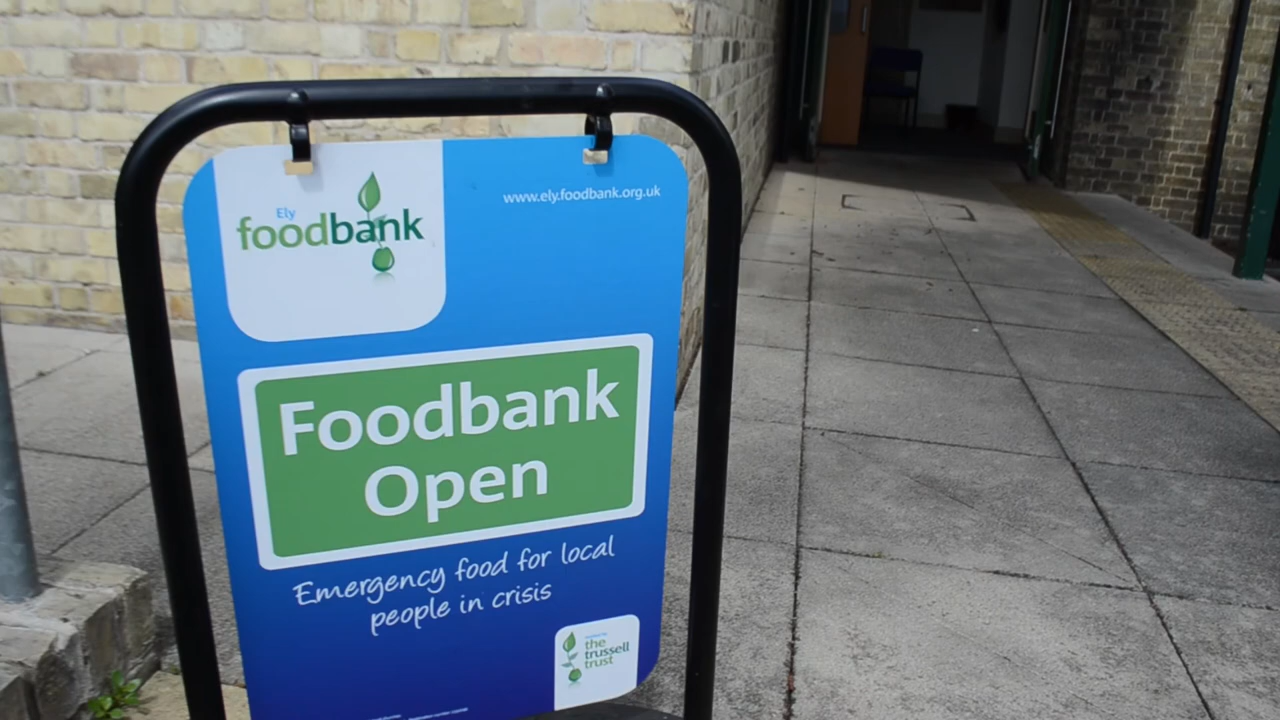 www.ely.foodbank.org.uk
Ely
foodbank
Foodbank
Open
Emergency food for local
people in crisis
the
trussell
trust